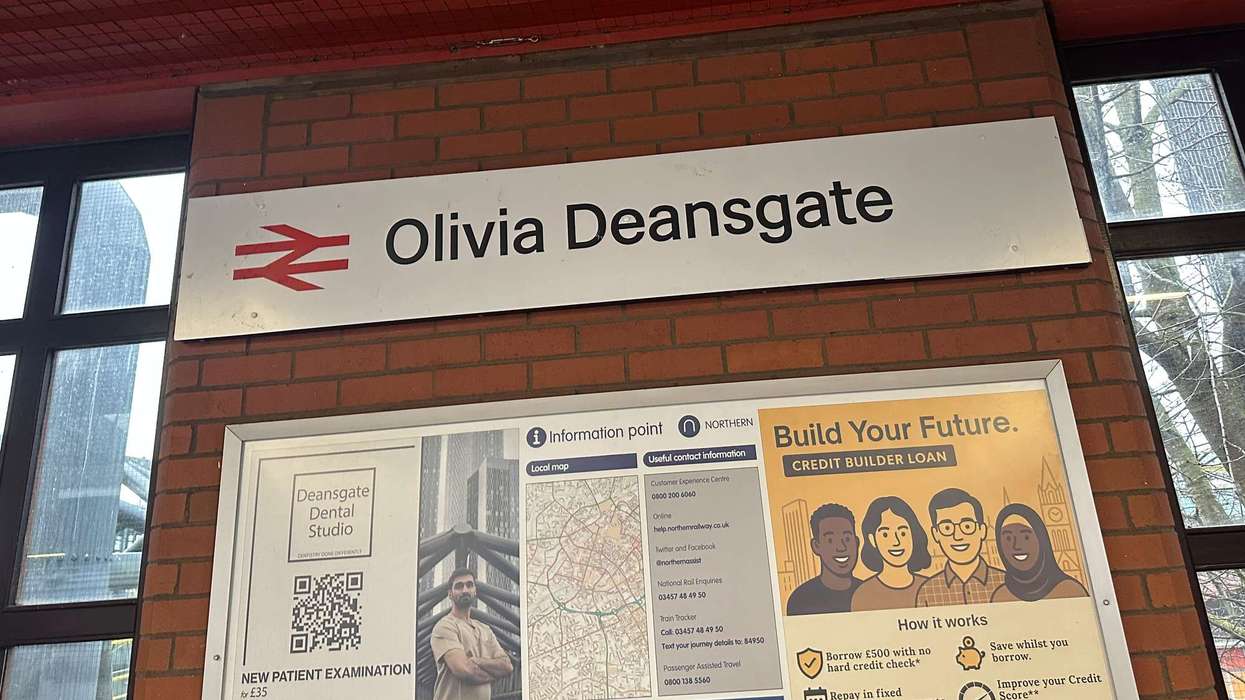 Olivia Deansgate
Deansgate
Dental
Studio
DENTISTRY DONE DIFFERENTLY
NEW PATIENT EXAMINATION
for £35
i Information point
NORTHERN
Local map
Useful contact information
Customer Experience Centre
0800 200 6060
Online
help.northernrailway.co.uk
Twitter and Facebook
@northernassist
National Rail Enquiries
03457 48 49 50
Train Tracker
Call: 03457 48 49 50
Text your journey details to: 84950
Passenger Assisted Travel
0800 138 5560
Build Your Future.
CREDIT BUILDER LOAN
How it works
Borrow £500 with no
hard credit check*
Save whilst you
borrow.
Repay in fixed
Improve your Credit
Score**